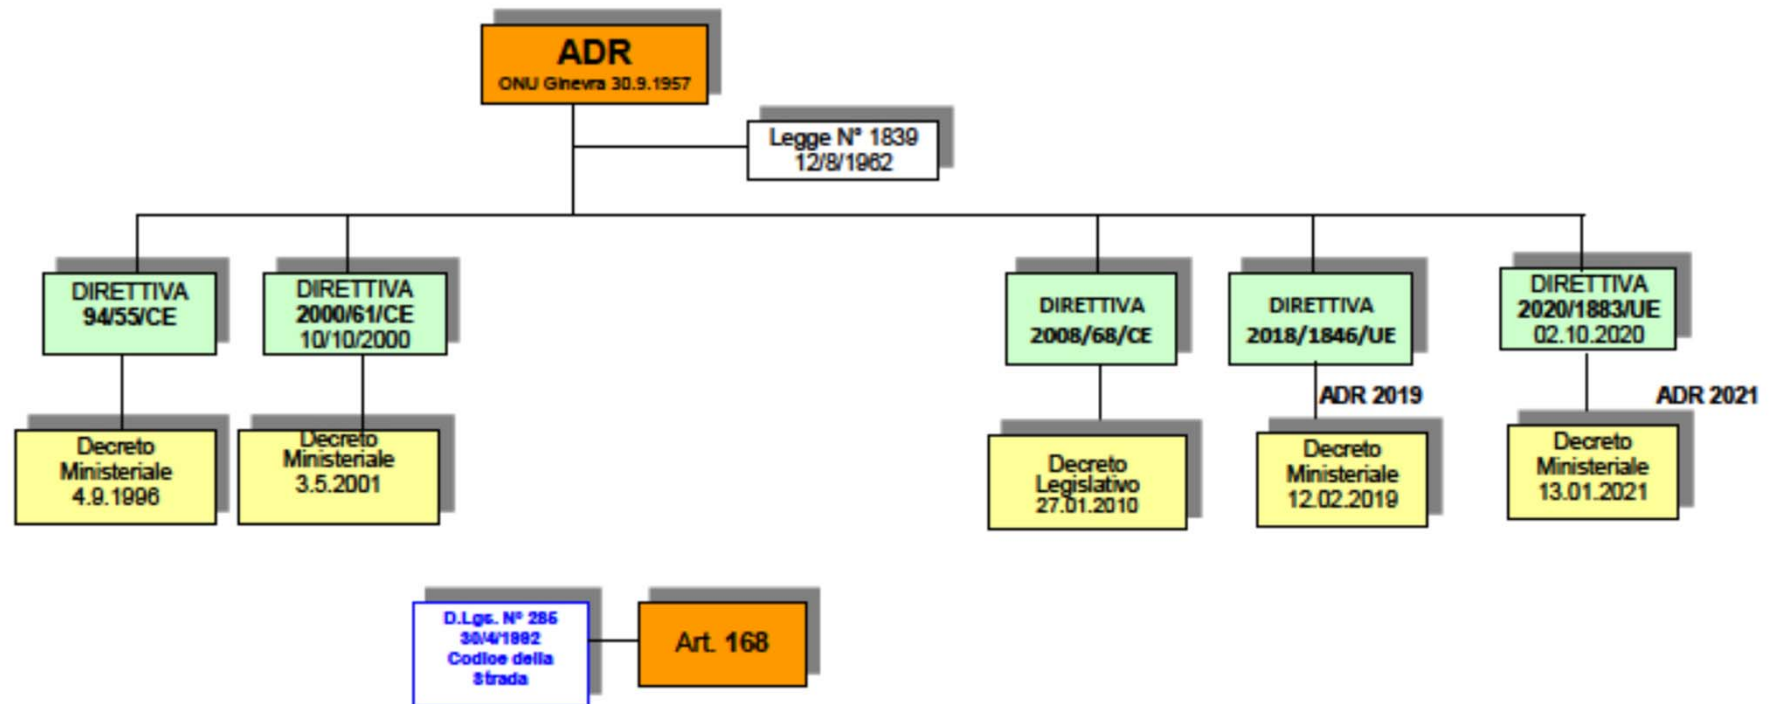 ADR
ONU Ginevra 30.9.1957
Legge N° 1839
12/8/1962
DIRETTIVA
94/55/CE
DIRETTIVA
2000/61/CE
10/10/2000
DIRETTIVA
2008/68/CE
DIRETTIVA
2018/1846/UE
DIRETTIVA
2020/1883/UE
02.10.2020
ADR 2019
ADR 2021
Decreto
Ministeriale
4.9.1996
Decreto
Ministeriale
3.5.2001
Decreto
Legislativo
27.01.2010
Decreto
Ministeriale
12.02.2019
Decreto
Ministeriale
13.01.2021
D.Lgs. N° 285
30/4/1992
Codice della
Strada
Art. 168